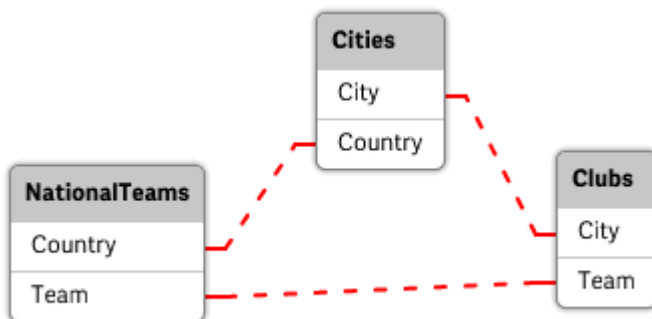 Cities
City
Country
NationalTeams
Country
Team
Clubs
City
Team